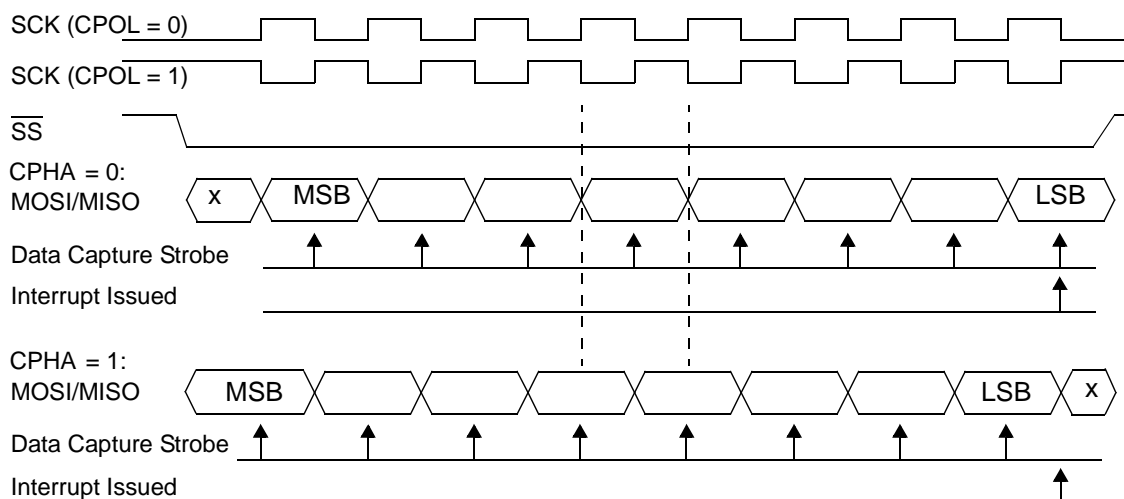 SCK (CPOL = 0)
SCK (CPOL = 1)
SS
CPHA = 0:
MOSI/MISO
x
MSB
LSB
Data Capture Strobe
Interrupt Issued
CPHA = 1:
MOSI/MISO
MSB
LSB
x
Data Capture Strobe
Interrupt Issued